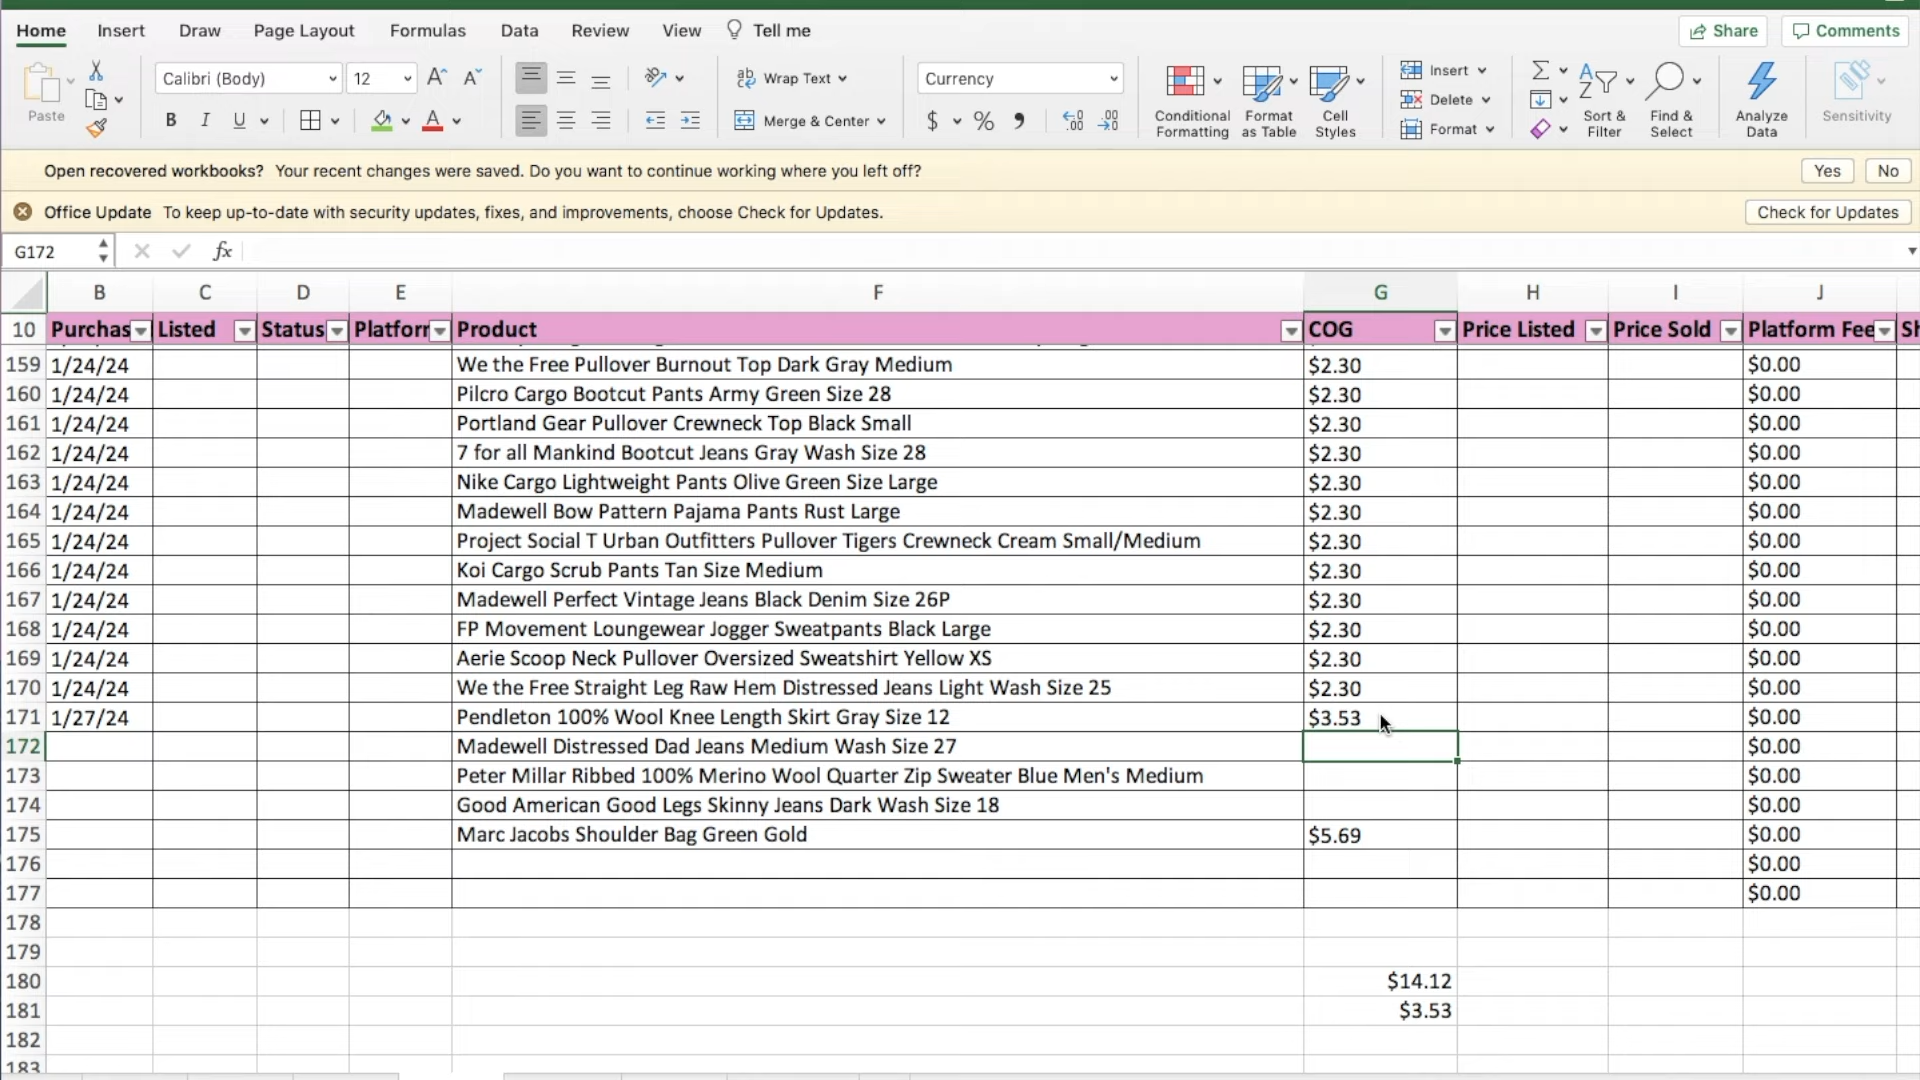 Home Insert Draw Page Layout Formulas Data Review View Tell me Share Comments
Calibri (Body) 12 Wrap Text Currency Insert
Paste B I U Merge & Center $ % Conditional Formatting Format as Table Cell Styles Delete Format Sort & Filter Find & Select Analyze Data Sensitivity
Open recovered workbooks? Your recent changes were saved. Do you want to continue working where you left off? Yes No
Office Update To keep up-to-date with security updates, fixes, and improvements, choose Check for Updates. Check for Updates
G172 fx
B C D E F G H I J
10 Purchas Listed Status Platforr Product COG Price Listed Price Sold Platform Fee Sh
159 1/24/24 We the Free Pullover Burnout Top Dark Gray Medium $2.30 $0.00
160 1/24/24 Pilcro Cargo Bootcut Pants Army Green Size 28 $2.30 $0.00
161 1/24/24 Portland Gear Pullover Crewneck Top Black Small $2.30 $0.00
162 1/24/24 7 for all Mankind Bootcut Jeans Gray Wash Size 28 $2.30 $0.00
163 1/24/24 Nike Cargo Lightweight Pants Olive Green Size Large $2.30 $0.00
164 1/24/24 Madewell Bow Pattern Pajama Pants Rust Large $2.30 $0.00
165 1/24/24 Project Social T Urban Outfitters Pullover Tigers Crewneck Cream Small/Medium $2.30 $0.00
166 1/24/24 Koi Cargo Scrub Pants Tan Size Medium $2.30 $0.00
167 1/24/24 Madewell Perfect Vintage Jeans Black Denim Size 26P $2.30 $0.00
168 1/24/24 FP Movement Loungewear Jogger Sweatpants Black Large $2.30 $0.00
169 1/24/24 Aerie Scoop Neck Pullover Oversized Sweatshirt Yellow XS $2.30 $0.00
170 1/24/24 We the Free Straight Leg Raw Hem Distressed Jeans Light Wash Size 25 $2.30 $0.00
171 1/27/24 Pendleton 100% Wool Knee Length Skirt Gray Size 12 $3.53 $0.00
172 Madewell Distressed Dad Jeans Medium Wash Size 27 $0.00
173 Peter Millar Ribbed 100% Merino Wool Quarter Zip Sweater Blue Men's Medium $0.00
174 Good American Good Legs Skinny Jeans Dark Wash Size 18 $0.00
175 Marc Jacobs Shoulder Bag Green Gold $5.69 $0.00
176 $0.00
177 $0.00
178
179
180 $14.12
181 $3.53
182
183